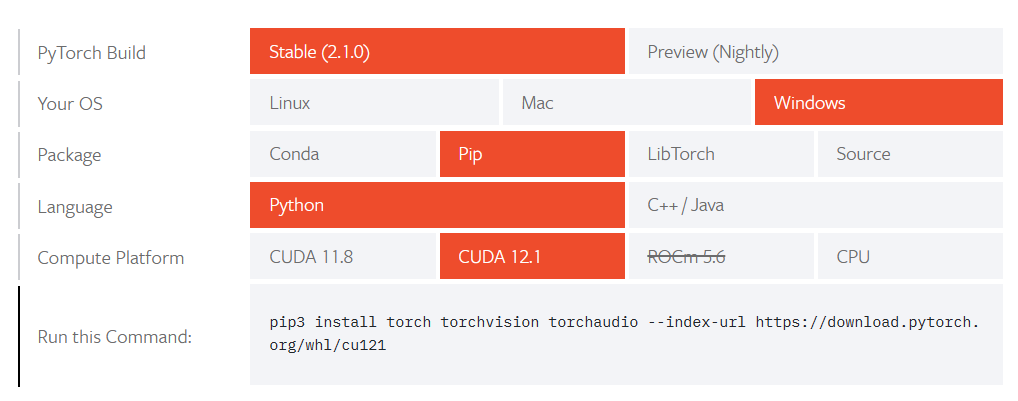 PyTorch Build Stable (2.1.0) Preview (Nightly)
Your OS Linux Mac Windows
Package Conda Pip LibTorch Source
Language Python C++ / Java
Compute Platform CUDA 11.8 CUDA 12.1 ROCm 5.6 CPU
Run this Command: pip3 install torch torchvision torchaudio --index-url https://download.pytorch.
org/whl/cu121